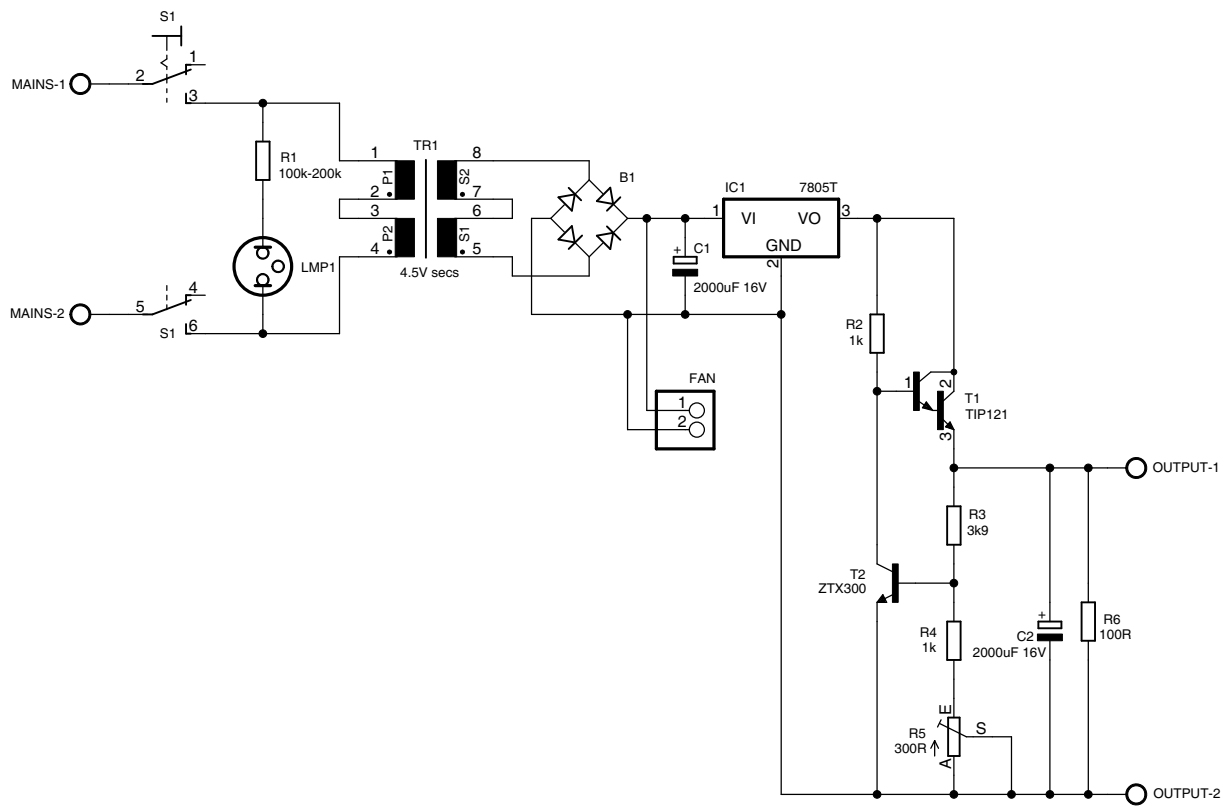 S1
MAINS-1
2
1
3
R1
100k-200k
LMP1
MAINS-2
5
4
6
S1
TR1
1
2
3
4
P1
P2
8
7
6
5
S2
S1
4.5V secs
B1
IC1
7805T
1
VI
VO
3
GND
2
+
C1
2000uF 16V
FAN
1
2
R2
1k
1
2
3
T1
TIP121
OUTPUT-1
R3
3k9
T2
ZTX300
R4
1k
+
C2
2000uF 16V
R6
100R
R5
300R
E
S
A
OUTPUT-2